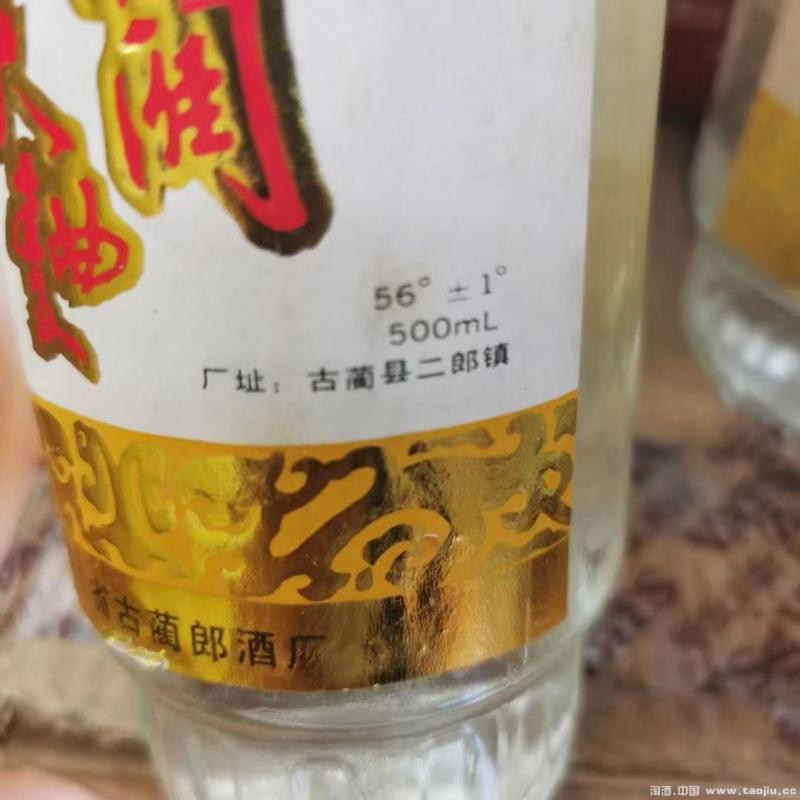 56° ± 1°
500mL
厂址：古蔺县二郎镇
省古蔺郎酒厂
淘酒.中国 www.taojiu.cc